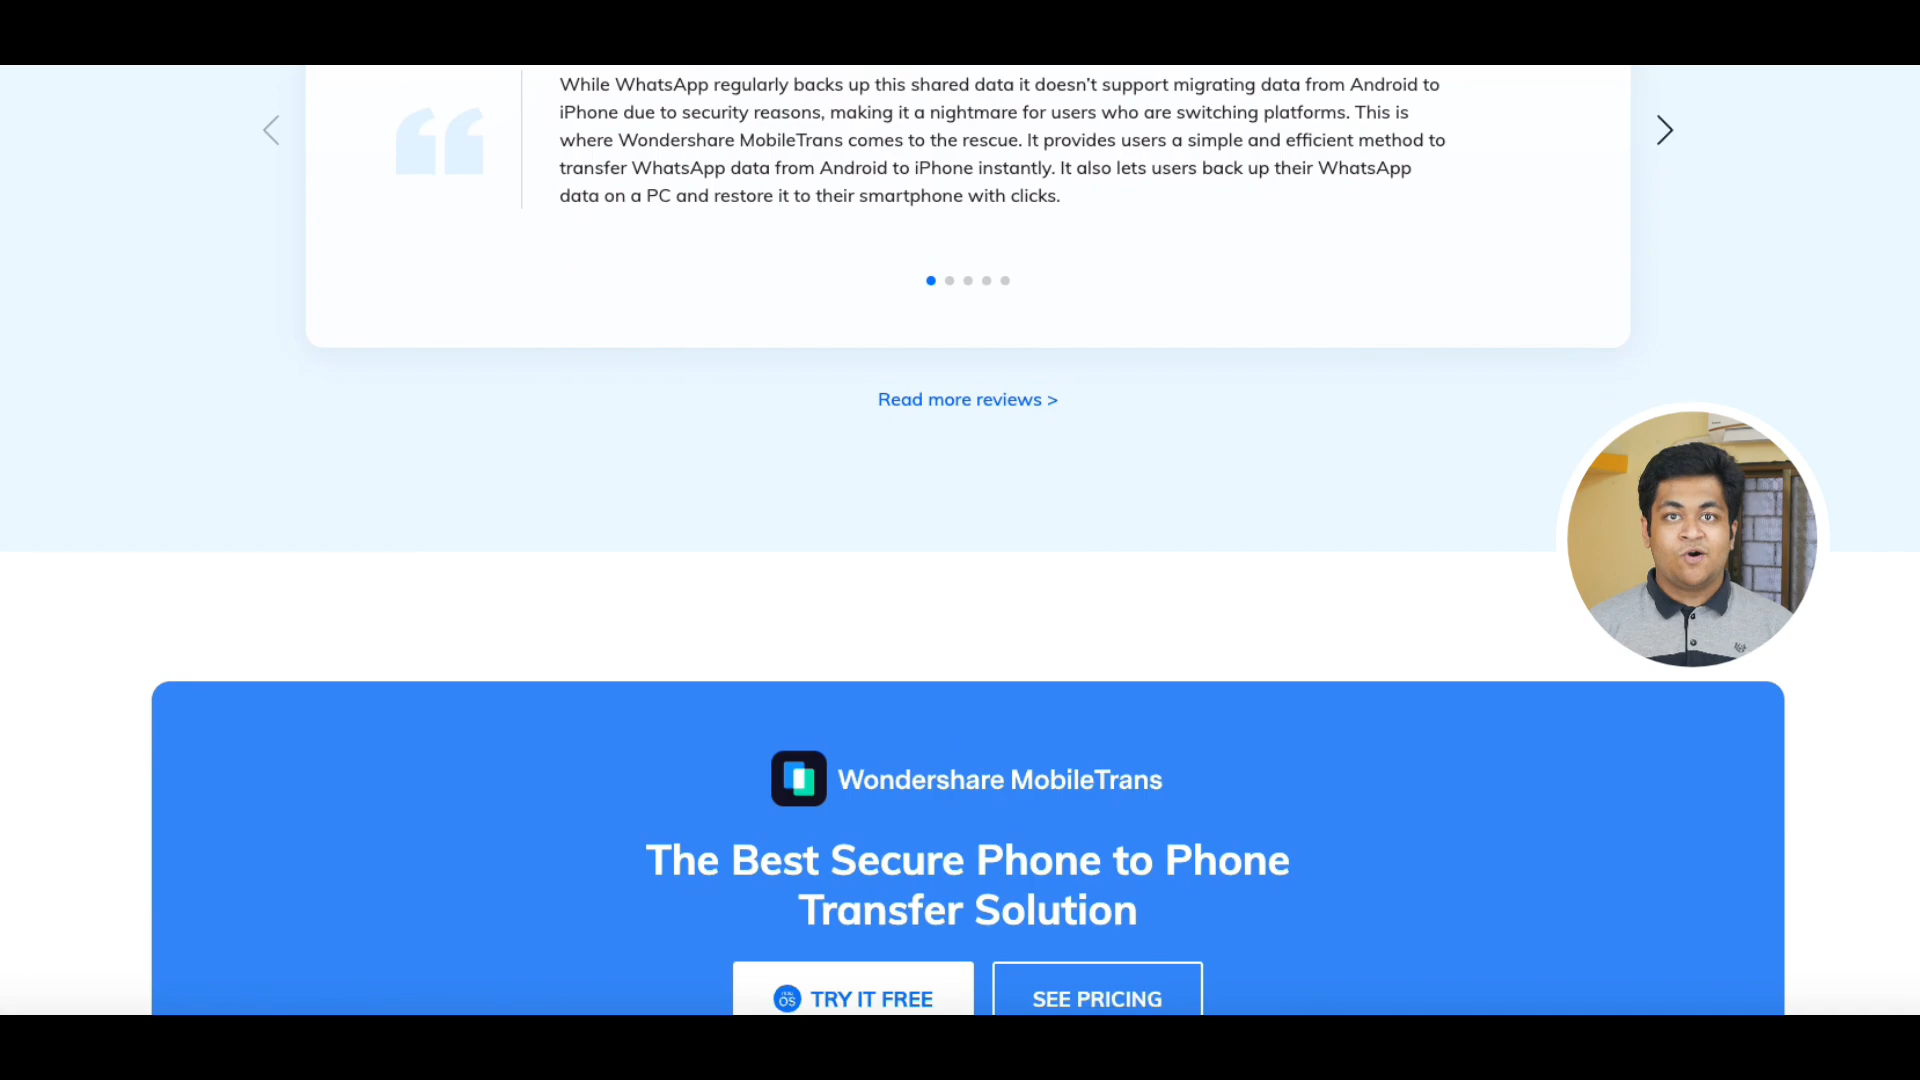 While WhatsApp regularly backs up this shared data it doesn't support migrating data from Android to
iPhone due to security reasons, making it a nightmare for users who are switching platforms. This is
where Wondershare MobileTrans comes to the rescue. It provides users a simple and efficient method to
transfer WhatsApp data from Android to iPhone instantly. It also lets users back up their WhatsApp
data on a PC and restore it to their smartphone with clicks.
Read more reviews >
Wondershare MobileTrans
The Best Secure Phone to Phone
Transfer Solution
mac OS TRY IT FREE
SEE PRICING